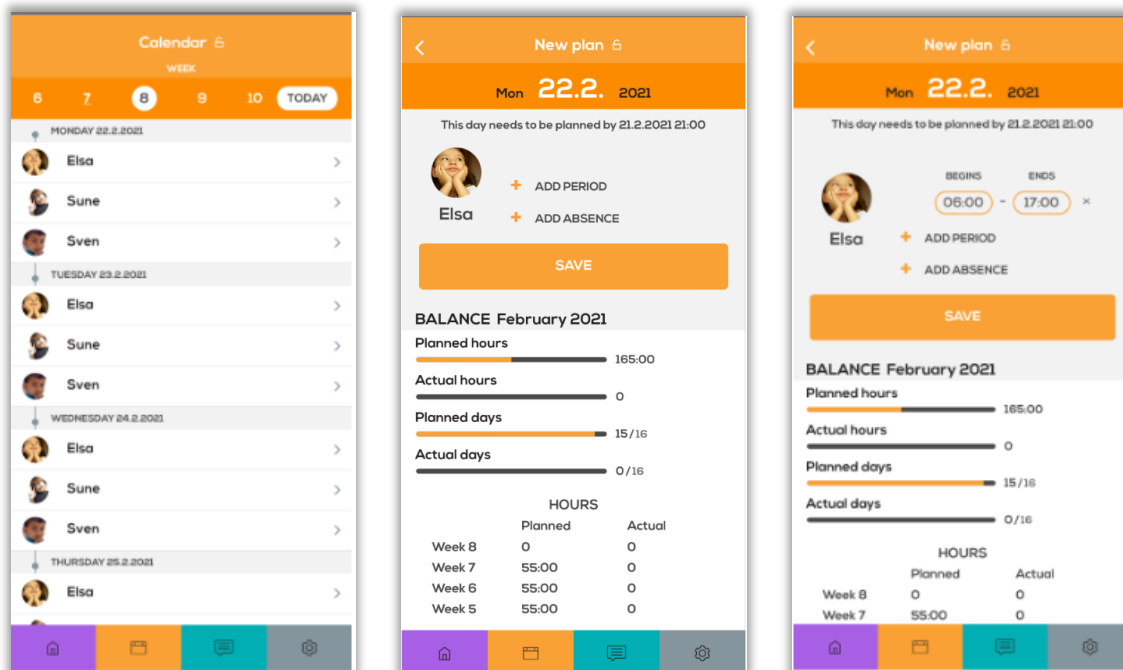 Calendar
WEEK
6 7 8 9 10 TODAY
MONDAY 22.2.2021
Elsa
Sune
Sven
TUESDAY 23.2.2021
Elsa
Sune
Sven
WEDNESDAY 24.2.2021
Elsa
Sune
Sven
THURSDAY 25.2.2021
Elsa
New plan
Mon 22.2. 2021
This day needs to be planned by 21.2.2021 21:00
+ ADD PERIOD
Elsa
+ ADD ABSENCE
SAVE
BALANCE February 2021
Planned hours
165:00
Actual hours
0
Planned days
15/16
Actual days
0/16
HOURS
Planned Actual
Week 8 0 0
Week 7 55:00 0
Week 6 55:00 0
Week 5 55:00 0
New plan
Mon 22.2. 2021
This day needs to be planned by 21.2.2021 21:00
BEGINS ENDS
06:00 - 17:00 ×
Elsa
+ ADD PERIOD
+ ADD ABSENCE
SAVE
BALANCE February 2021
Planned hours
165:00
Actual hours
0
Planned days
15/16
Actual days
0/16
HOURS
Planned Actual
Week 8 0 0
Week 7 55:00 0